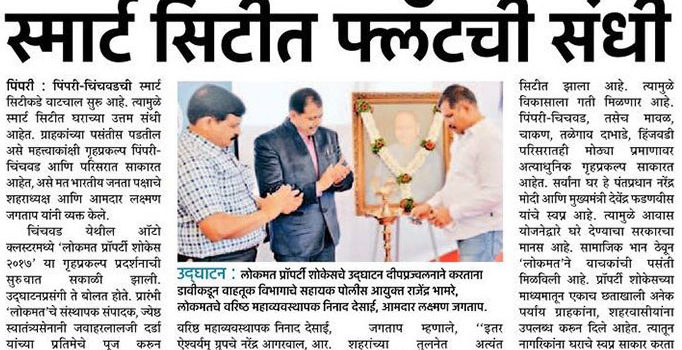 स्मार्ट सिटीत फ्लॅटची संधी
पिंपरी : पिंपरी-चिंचवडची स्मार्ट
सिटीकडे वाटचाल सुरु आहे. त्यामुळे
स्मार्ट सिटीत घराच्या उत्तम संधी
आहेत. ग्राहकांच्या पसंतीस पडतील
असे महत्त्वाकांक्षी गृहप्रकल्प पिंपरी-
चिंचवड आणि परिसरात साकारत
आहेत, असे मत भारतीय जनता पक्षाचे
शहराध्यक्ष आणि आमदार लक्ष्मण
जगताप यांनी व्यक्त केले.
चिंचवड येथील ऑटो
क्लस्टरमध्ये 'लोकमत प्रॉपर्टी शोकेस
२०१७' या गृहप्रकल्प प्रदर्शनाची
सुरुवात सकाळी झाली.
उद्घाटनप्रसंगी ते बोलत होते. प्रारंभी
'लोकमत'चे संस्थापक संपादक, ज्येष्ठ
स्वातंत्र्यसेनानी जवाहरलालजी दर्डा
यांच्या प्रतिमेचे पूज करुन
उद्घाटन : लोकमत प्रॉपर्टी शोकेसचे उद्घाटन दीपप्रज्वलनाने करताना
डावीकडून वाहतूक विभागाचे सहायक पोलीस आयुक्त राजेंद्र भामरे,
लोकमतचे वरिष्ठ महाव्यवस्थापक निनाद देसाई, आमदार लक्ष्मण जगताप.
वरिष्ठ महाव्यवस्थापक निनाद देसाई,
ऐश्वर्यम् ग्रुपचे नरेंद्र आगरवाल, आर.
जगताप म्हणाले, ''इतर
शहरांच्या तुलनेत अत्यंत
सिटीत झाला आहे. त्यामुळे
विकासाला गती मिळणार आहे.
पिंपरी-चिचवड, तसेच मावळ,
चाकण, तळेगाव दाभाडे, हिंजवडी
परिसरातही मोठ्या प्रमाणावर
अत्याधुनिक गृहप्रकल्प साकारत
आहेत. सर्वांना घर हे पंतप्रधान नरेंद्र
मोदी आणि मुख्यमंत्री देवेंद्र फडणवीस
यांचे स्वप्न आहे. त्यामुळे आवास
योजनेद्वारे घरे देण्याचा सरकारचा
मानस आहे. सामाजिक भान ठेवून
'लोकमत'ने वाचकांची पसंती
मिळविली आहे. प्रॉपर्टी शोकेसच्या
माध्यमातून एकाच छताखाली अनेक
पर्याय ग्राहकांना, शहरवासीयांना
उपलब्ध करुन दिले आहेत. त्यातून
नागरिकांना घराचे स्वप्न साकार करता